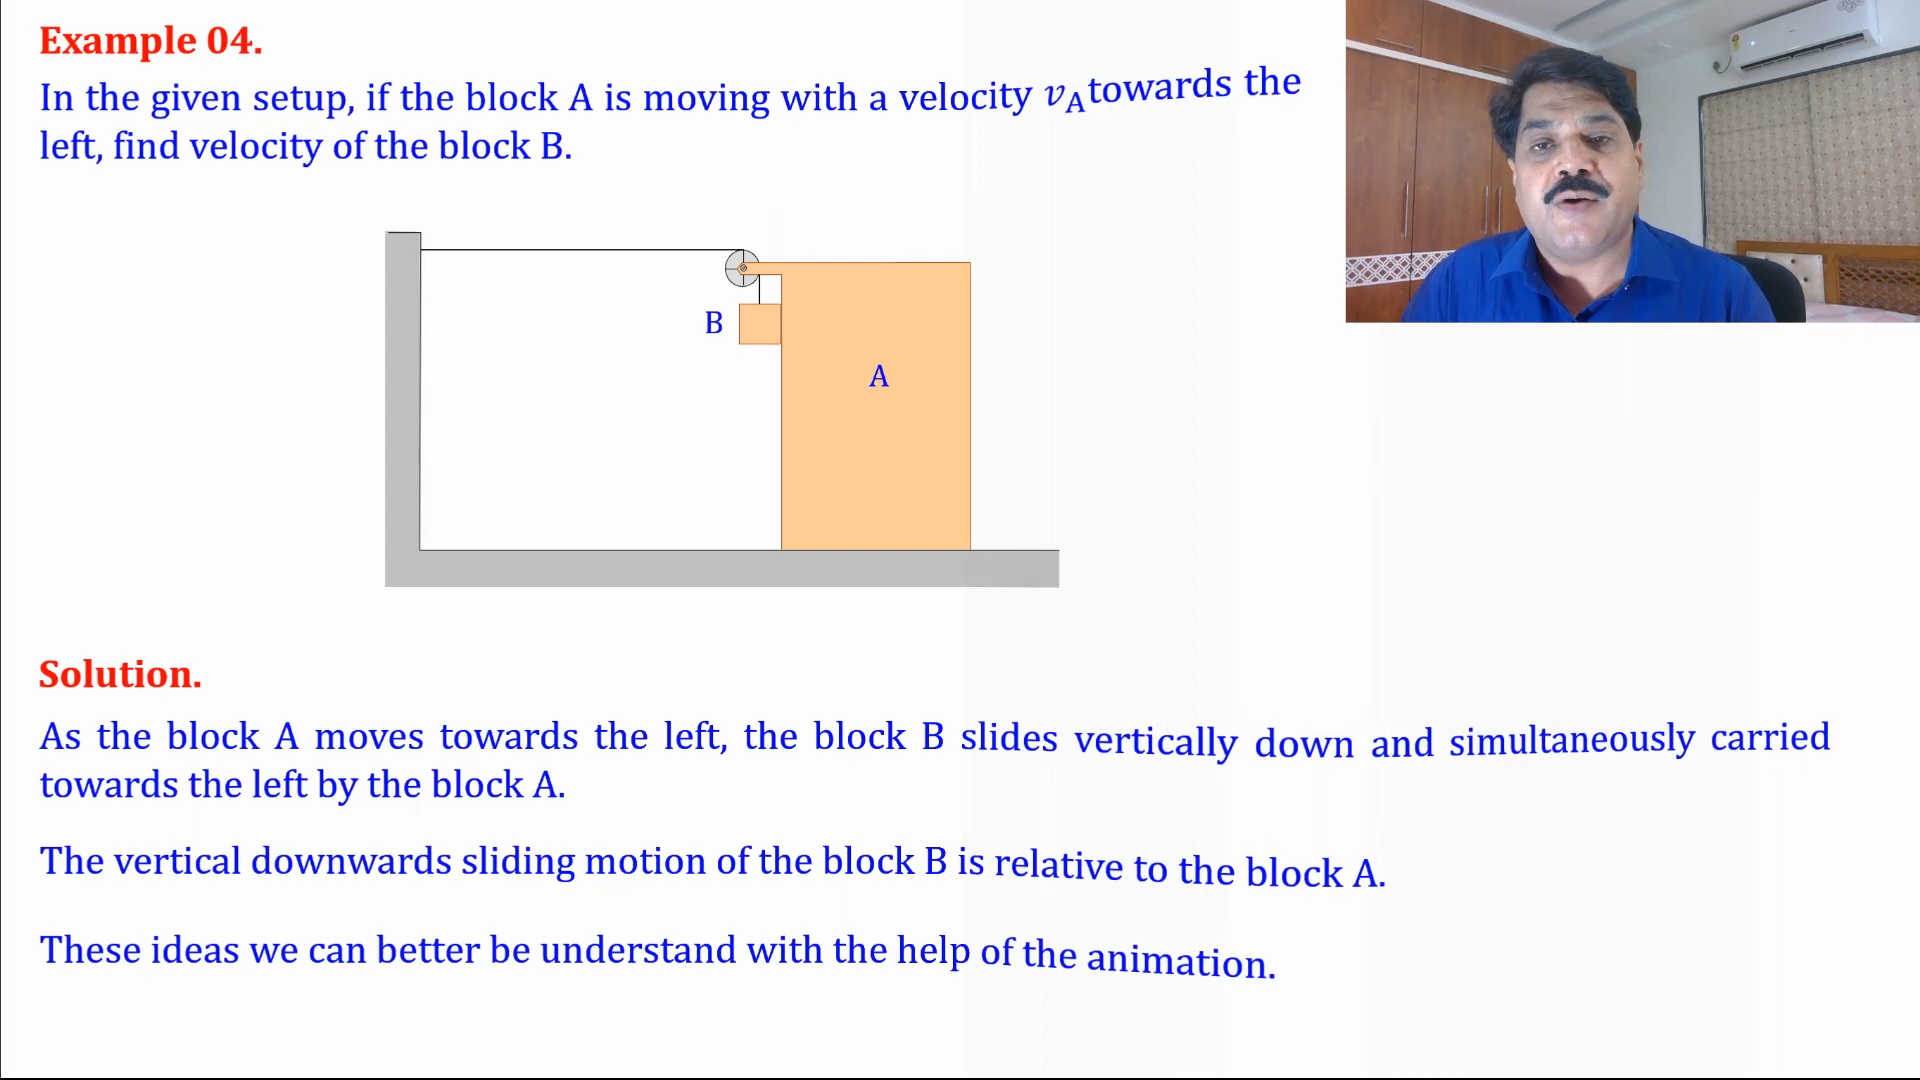 Example 04.
In the given setup, if the block A is moving with a velocity v_A towards the
left, find velocity of the block B.
B
A
Solution.
As the block A moves towards the left, the block B slides vertically down and simultaneously carried
towards the left by the block A.
The vertical downwards sliding motion of the block B is relative to the block A.
These ideas we can better be understand with the help of the animation.